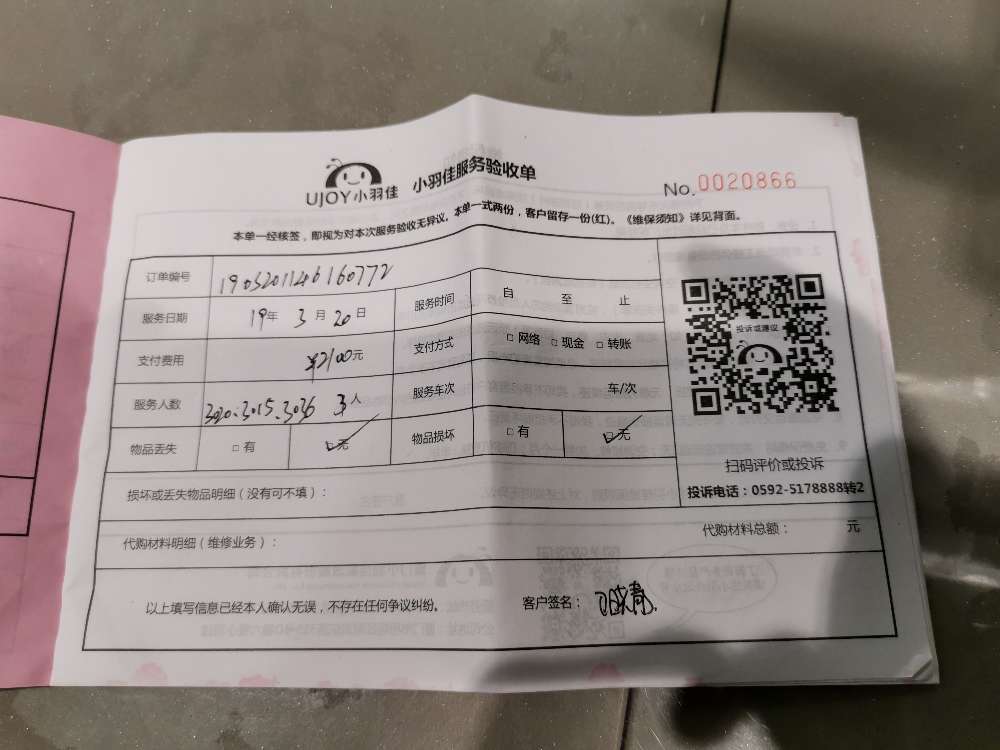 UJOY小羽佳 小羽佳服务验收单
No. 0020866
本单一经核签，即视为对本次服务验收无异议。本单一式两份，客户留存一份(红)。《维保须知》详见背面。
订单编号 19032011206160772
服务日期 19年 3月 20日 服务时间 自 至 止
支付费用 ¥2100元 支付方式 □ 网络 □ 现金 □ 转账
服务人数 3020.3015.3036 3人 服务车次 车/次
物品丢失 □ 有 □ 无 物品损坏 □ 有 □ 无
投诉或建议
扫码评价或投诉
投诉电话：0592-5178888转2
损坏或丢失物品明细（没有可不填）：
代购材料明细（维修业务）： 代购材料总额： 元
以上填写信息已经本人确认无误，不存在任何争议纠纷。 客户签名：